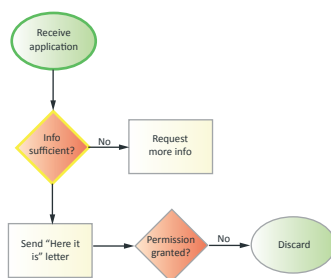 Receive
application
Info
sufficient?
No
Request
more info
Send “Here it
is” letter
Permission
granted?
No
Discard